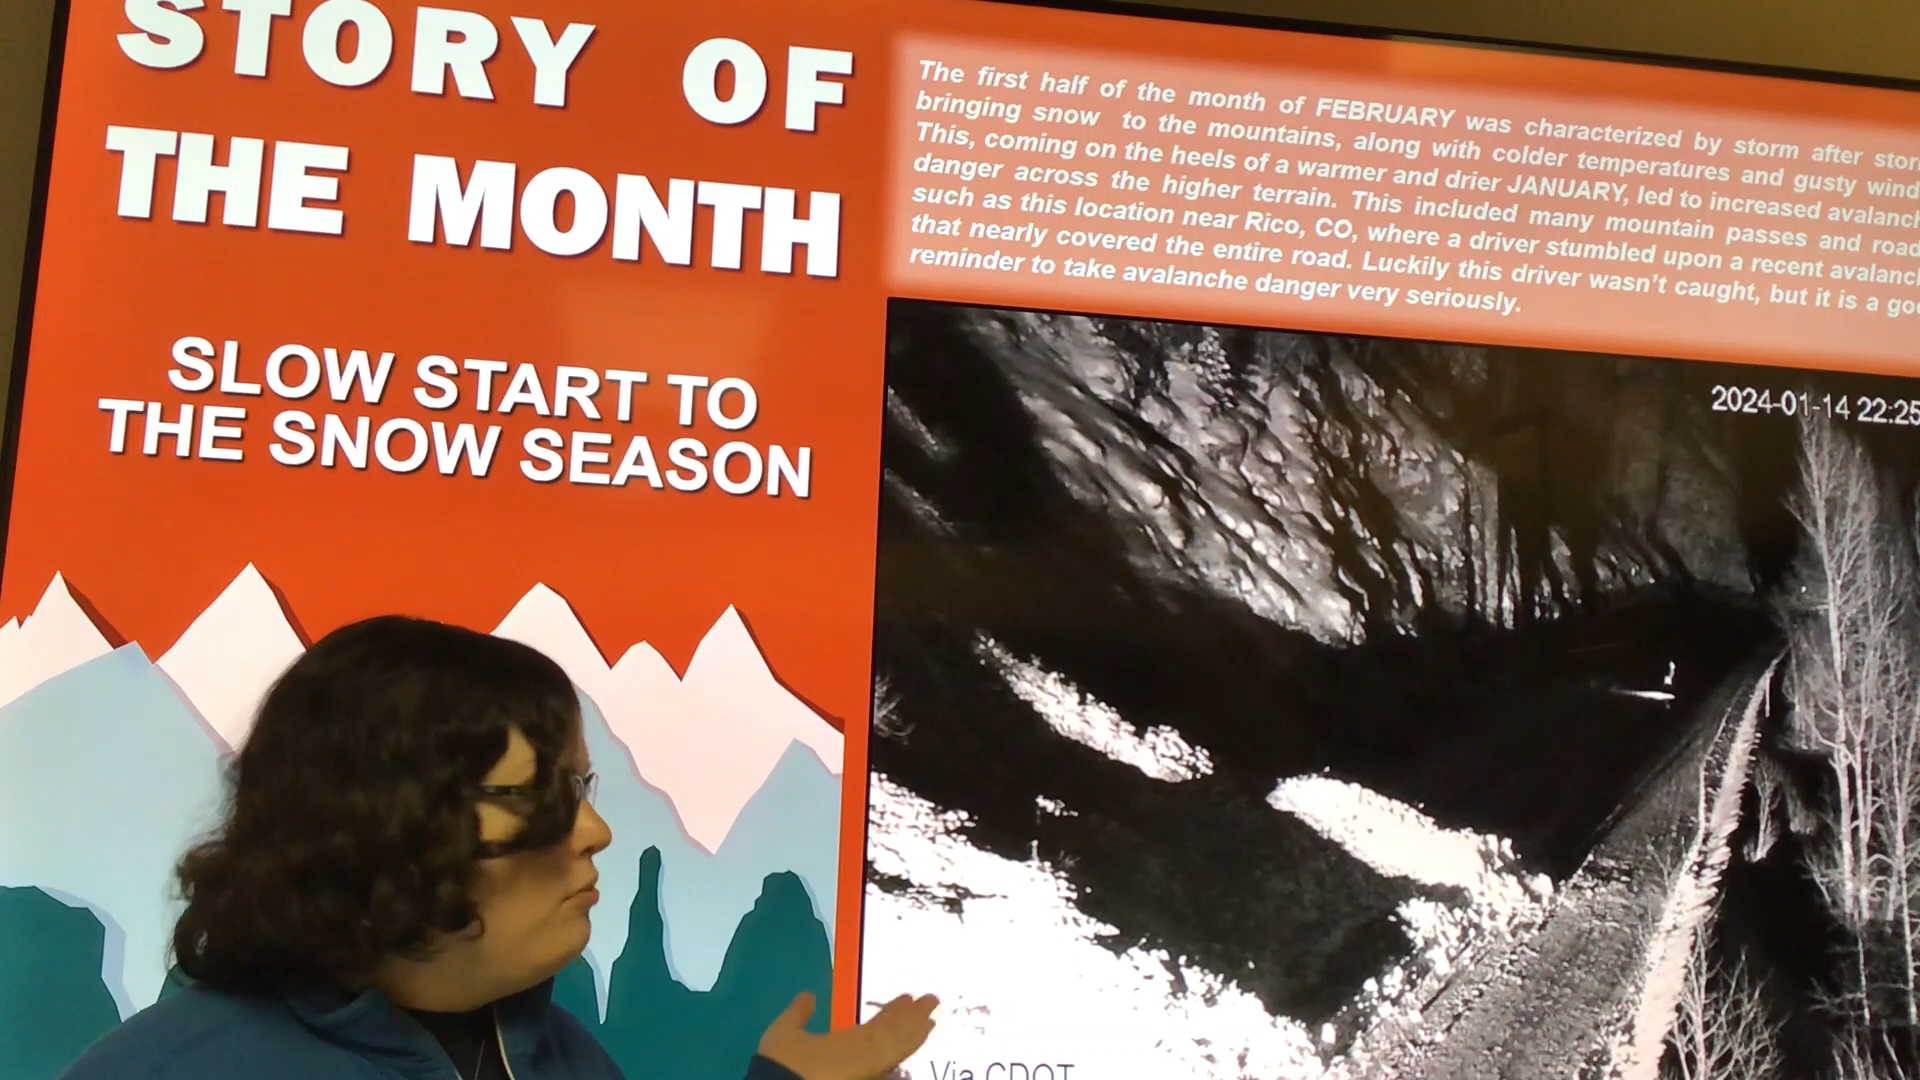 STORY OF
THE MONTH
SLOW START TO
THE SNOW SEASON
The first half of the month of FEBRUARY was characterized by storm after
bringing snow to the mountains, along with colder temperatures and gusty
This, coming on the heels of a warmer and drier JANUARY, led to increased
danger across the higher terrain. This included many mountain passes and
such as this location near Rico, CO, where a driver stumbled upon a recent
that nearly covered the entire road. Luckily this driver wasn't caught, but it is a
reminder to take avalanche danger very seriously.
2024-01-14 22:25
Via CDOT